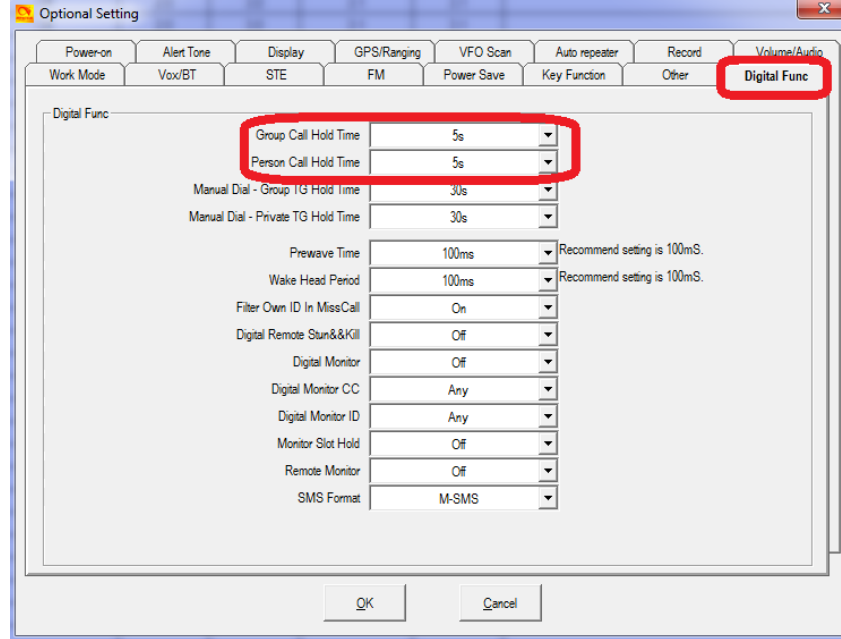 Optional Setting
Power-on Alert Tone Display GPS/Ranging VFO Scan Auto repeater Record Volume/Audio
Work Mode Vox/BT STE FM Power Save Key Function Other Digital Func
Digital Func
Group Call Hold Time 5s
Person Call Hold Time 5s
Manual Dial - Group TG Hold Time 30s
Manual Dial - Private TG Hold Time 30s
Prewave Time 100ms Recommend setting is 100mS.
Wake Head Period 100ms Recommend setting is 100mS.
Filter Own ID In MissCall On
Digital Remote Stun&&Kill Off
Digital Monitor Off
Digital Monitor CC Any
Digital Monitor ID Any
Monitor Slot Hold Off
Remote Monitor Off
SMS Format M-SMS
OK Cancel